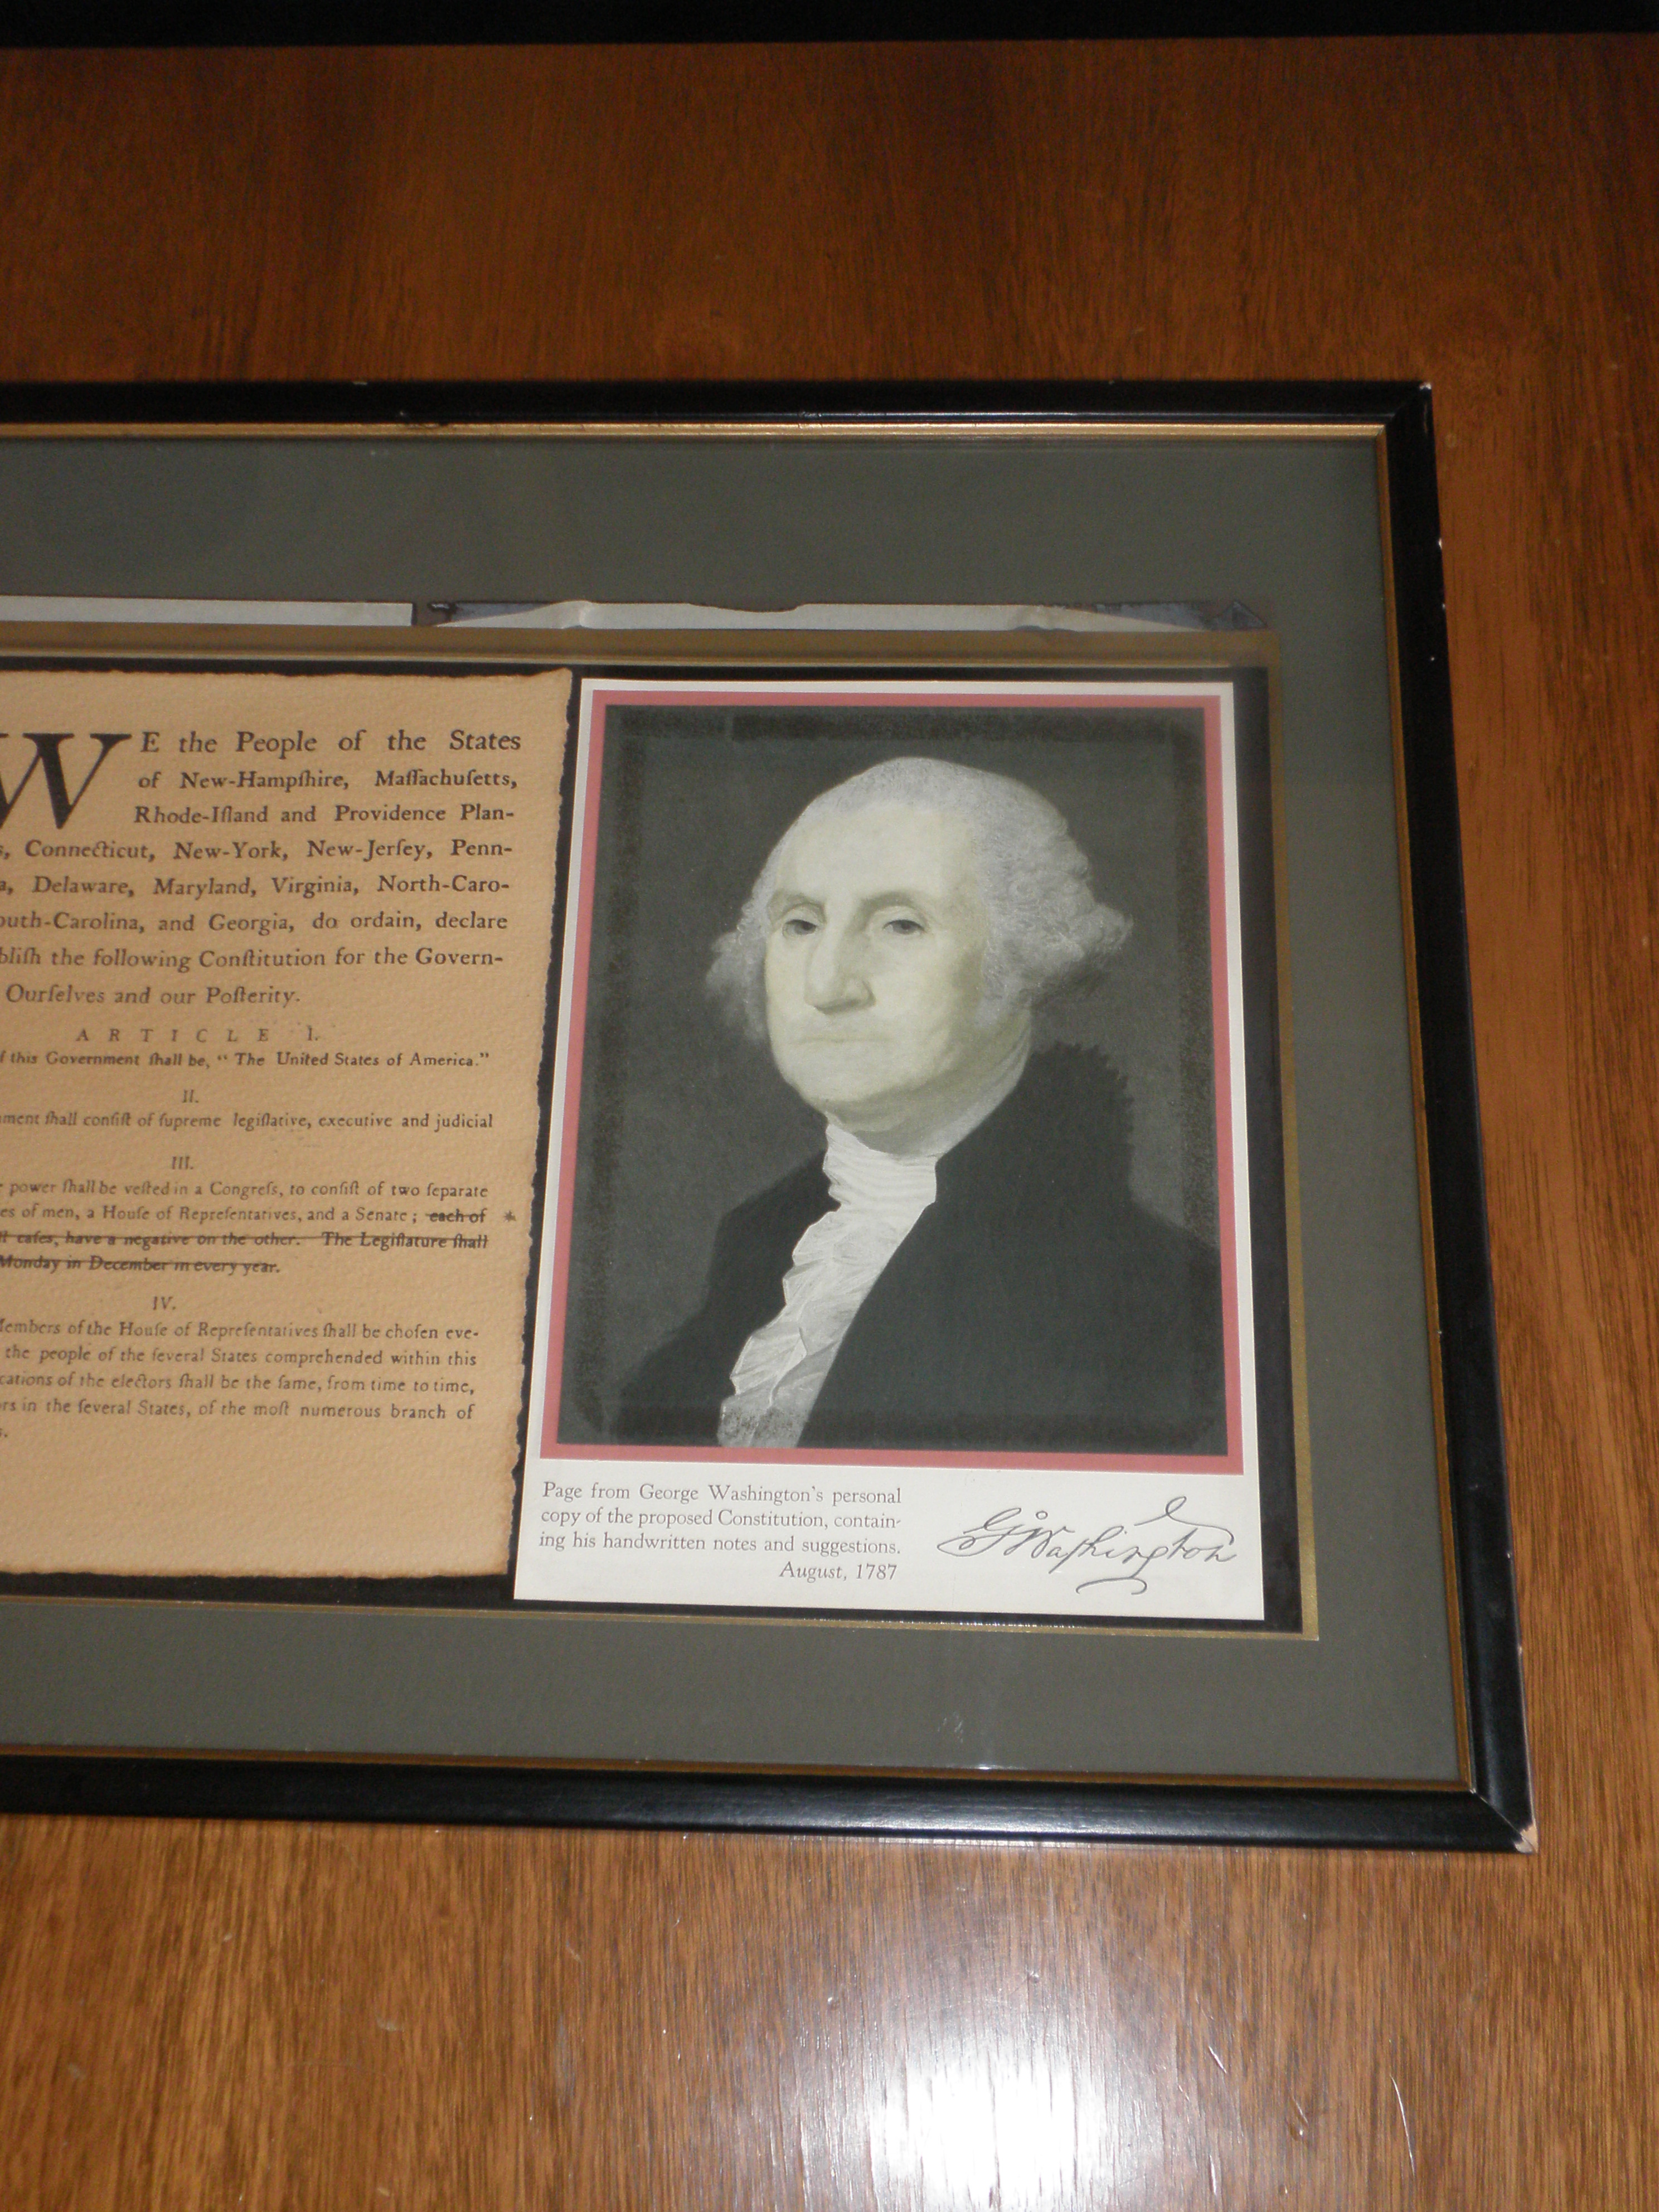 WE the People of the States
of New-Hampſhire, Maſſachuſetts,
Rhode-Iſland and Providence Plan-
Connecticut, New-York, New-Jerſey, Penn-
Delaware, Maryland, Virginia, North-Caro-
outh-Carolina, and Georgia, do ordain, declare
bliſh the following Conſtitution for the Govern-
Ourſelves and our Poſterity.
ARTICLE I.
this Government ſhall be, “ The United States of America.”
II.
ment ſhall conſiſt of ſupreme legiſlative, executive and judicial
III.
power ſhall be veſted in a Congreſs, to conſiſt of two ſeparate
es of men, a Houſe of Repreſentatives, and a Senate ; each of *
caſes, have a negative on the other. The Legiſlature ſhall
Monday in December in every year.
IV.
embers of the Houſe of Repreſentatives ſhall be choſen eve-
the people of the ſeveral States comprehended within this
cations of the electors ſhall be the ſame, from time to time,
rs in the ſeveral States, of the moſt numerous branch of
Page from George Washington's personal
copy of the proposed Constitution, contain-
ing his handwritten notes and suggestions.
August, 1787
G:Washington